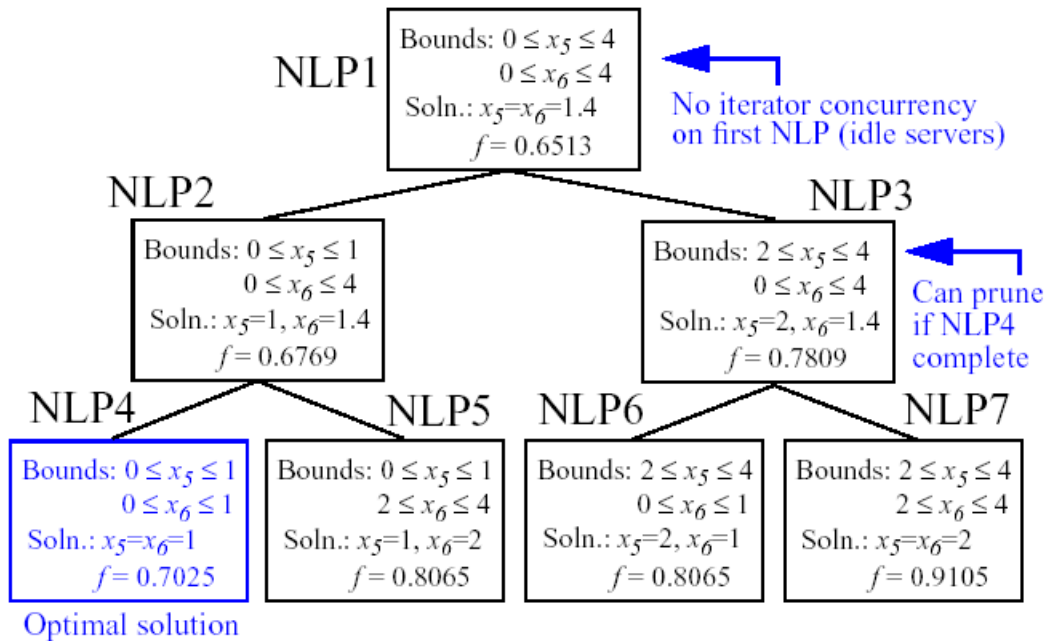 NLP1
Bounds: 0 ≤ x5 ≤ 4
0 ≤ x6 ≤ 4
Soln.: x5=x6=1.4
f = 0.6513
No iterator concurrency
on first NLP (idle servers)
NLP2
Bounds: 0 ≤ x5 ≤ 1
0 ≤ x6 ≤ 4
Soln.: x5=1, x6=1.4
f = 0.6769
NLP3
Bounds: 2 ≤ x5 ≤ 4
0 ≤ x6 ≤ 4
Soln.: x5=2, x6=1.4
f = 0.7809
Can prune
if NLP4
complete
NLP4
Bounds: 0 ≤ x5 ≤ 1
0 ≤ x6 ≤ 1
Soln.: x5=x6=1
f = 0.7025
Optimal solution
NLP5
Bounds: 0 ≤ x5 ≤ 1
2 ≤ x6 ≤ 4
Soln.: x5=1, x6=2
f = 0.8065
NLP6
Bounds: 2 ≤ x5 ≤ 4
0 ≤ x6 ≤ 1
Soln.: x5=2, x6=1
f = 0.8065
NLP7
Bounds: 2 ≤ x5 ≤ 4
2 ≤ x6 ≤ 4
Soln.: x5=x6=2
f = 0.9105